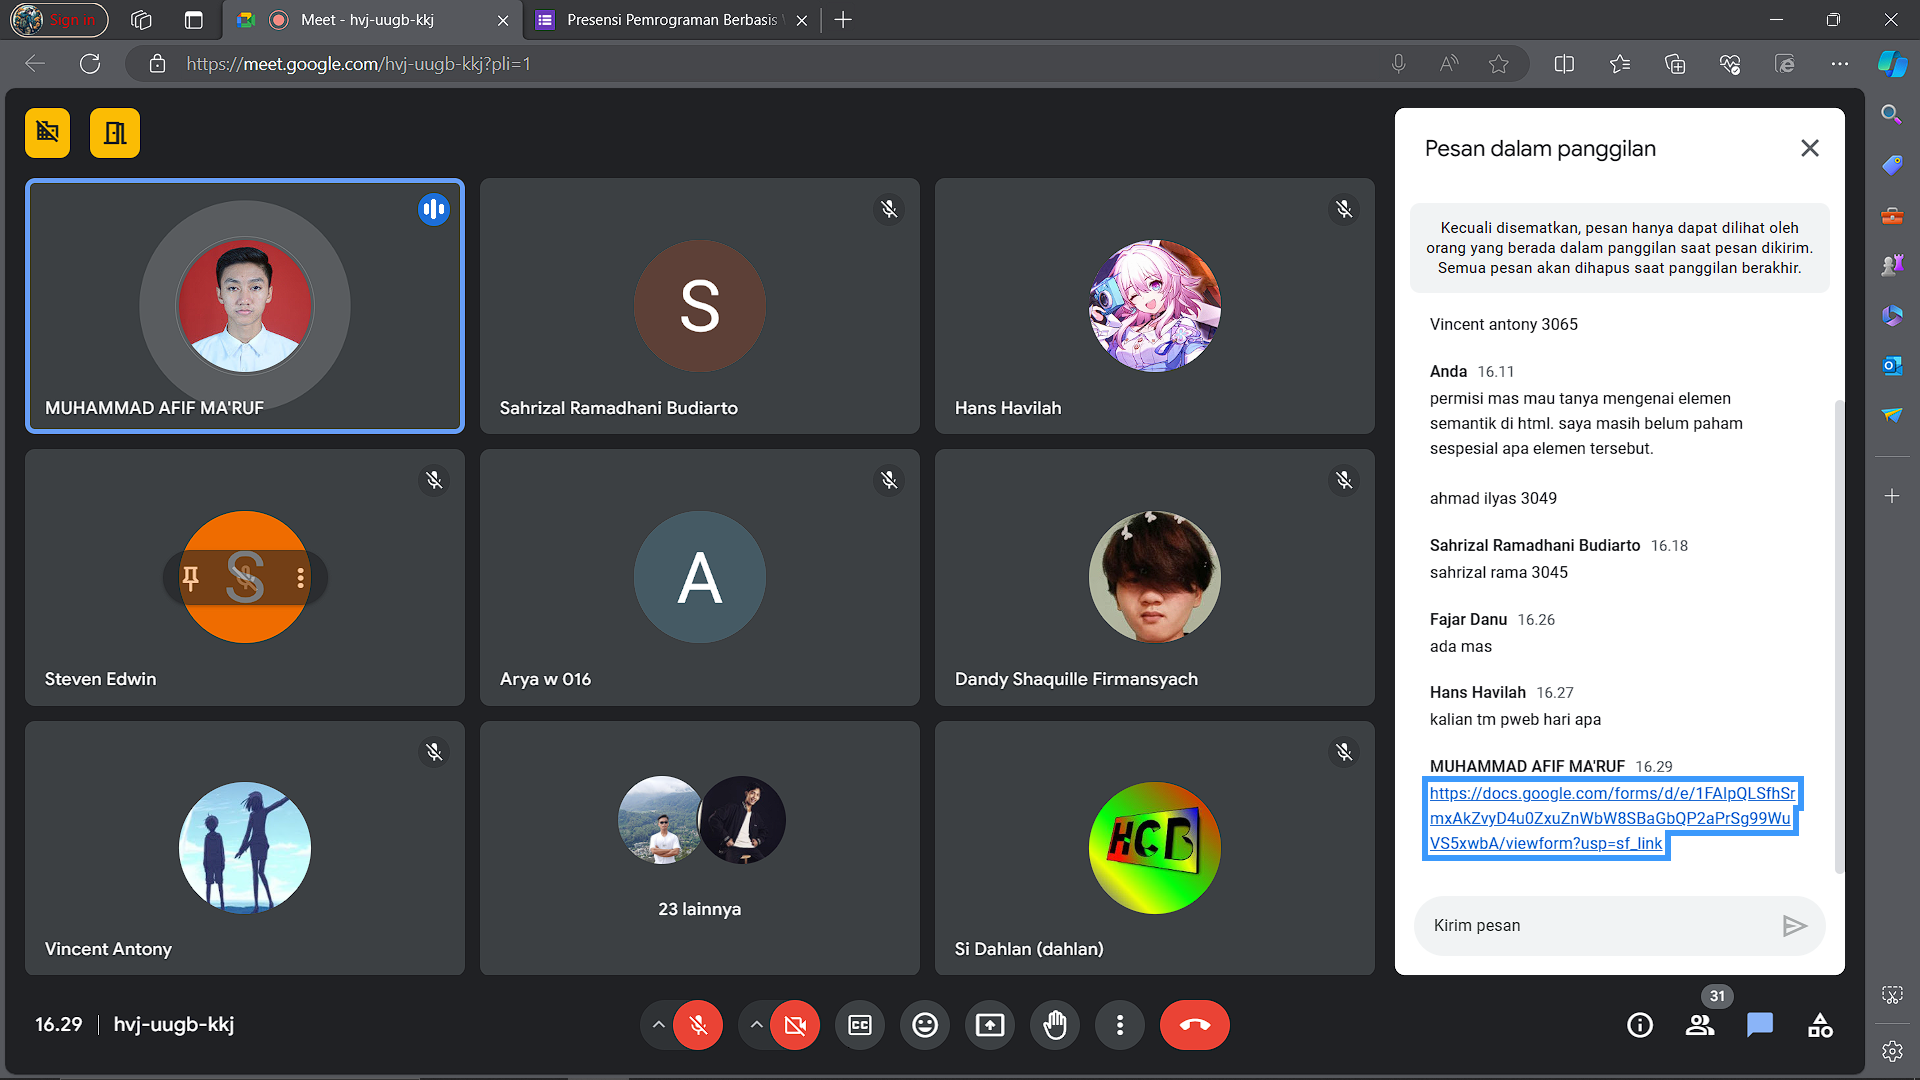 Sign in
Meet - hvj-uugb-kkj
Presensi Pemrograman Berbasis
https://meet.google.com/hvj-uugb-kkj?pli=1
MUHAMMAD AFIF MA'RUF
S
Sahrizal Ramadhani Budiarto
Hans Havilah
S
Steven Edwin
A
Arya w 016
Dandy Shaquille Firmansyach
Vincent Antony
23 lainnya
HCB
Si Dahlan (dahlan)
Pesan dalam panggilan
Kecuali disematkan, pesan hanya dapat dilihat oleh
orang yang berada dalam panggilan saat pesan dikirim.
Semua pesan akan dihapus saat panggilan berakhir.
Vincent antony 3065
Anda 16.11
permisi mas mau tanya mengenai elemen
semantik di html. saya masih belum paham
sespesial apa elemen tersebut.
ahmad ilyas 3049
Sahrizal Ramadhani Budiarto 16.18
sahrizal rama 3045
Fajar Danu 16.26
ada mas
Hans Havilah 16.27
kalian tm pweb hari apa
MUHAMMAD AFIF MA'RUF 16.29
https://docs.google.com/forms/d/e/1FAIpQLSfhSr
mxAkZvyD4u0ZxuZnWbW8SBaGbQP2aPrSg99Wu
VS5xwbA/viewform?usp=sf_link
Kirim pesan
16.29 | hvj-uugb-kkj
CC
31